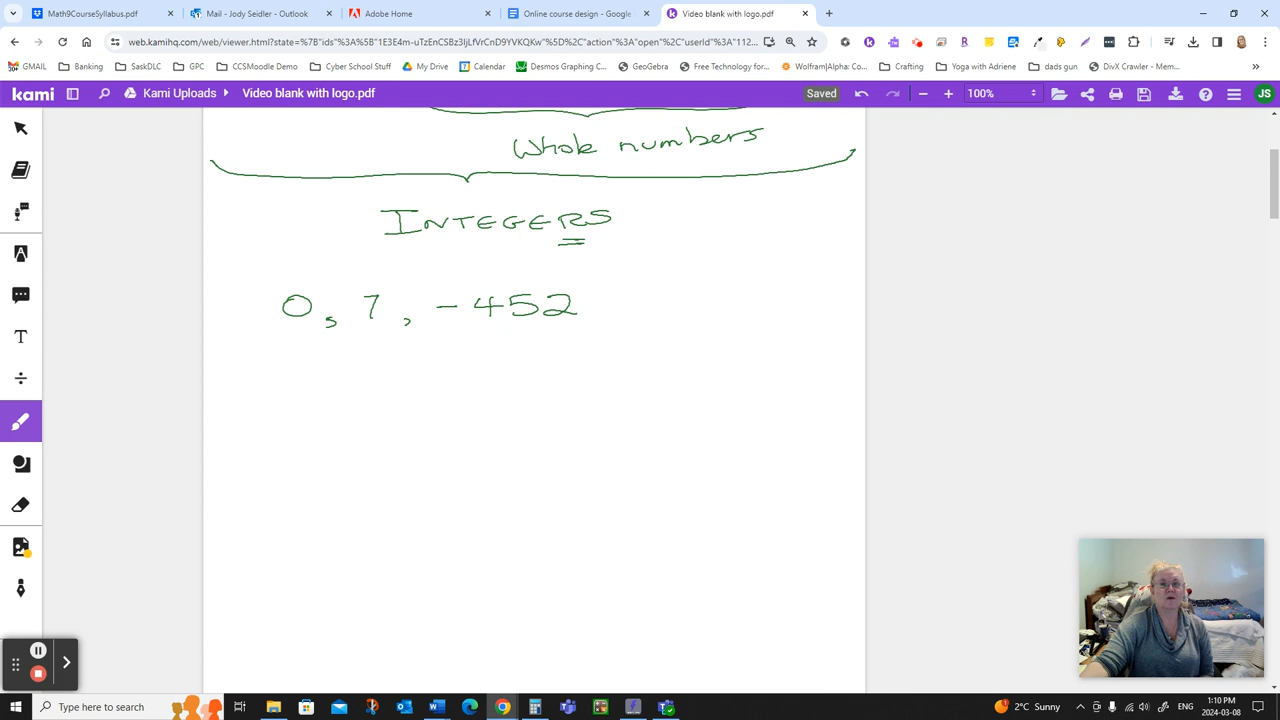 Math9CourseSyllabus.pdf
Mail - Jody Seidler - Outlook
Adobe Home
Online course design - Google
Video blank with logo.pdf
web.kamihq.com/web/viewer.html?state=%7B"ids"%3A%5B"1E3E4m-uTzEnCSBz3IjLfVrCnD9YVKQKw"%5D%2C"action"%3A"open"%2C"userId"%3A"112...
GMAIL Banking SaskDLC GPC CCSMoodle Demo Cyber School Stuff My Drive Calendar Desmos Graphing C... GeoGebra Free Technology for... Wolfram|Alpha: Co... Crafting Yoga with Adriene dads gun DivX Crawler - Mem...
kami Kami Uploads Video blank with logo.pdf Saved 100% JS
Whole numbers
INTEGERS
0, 7, -452
Type here to search
2°C Sunny ENG 1:10 PM
2024-03-08